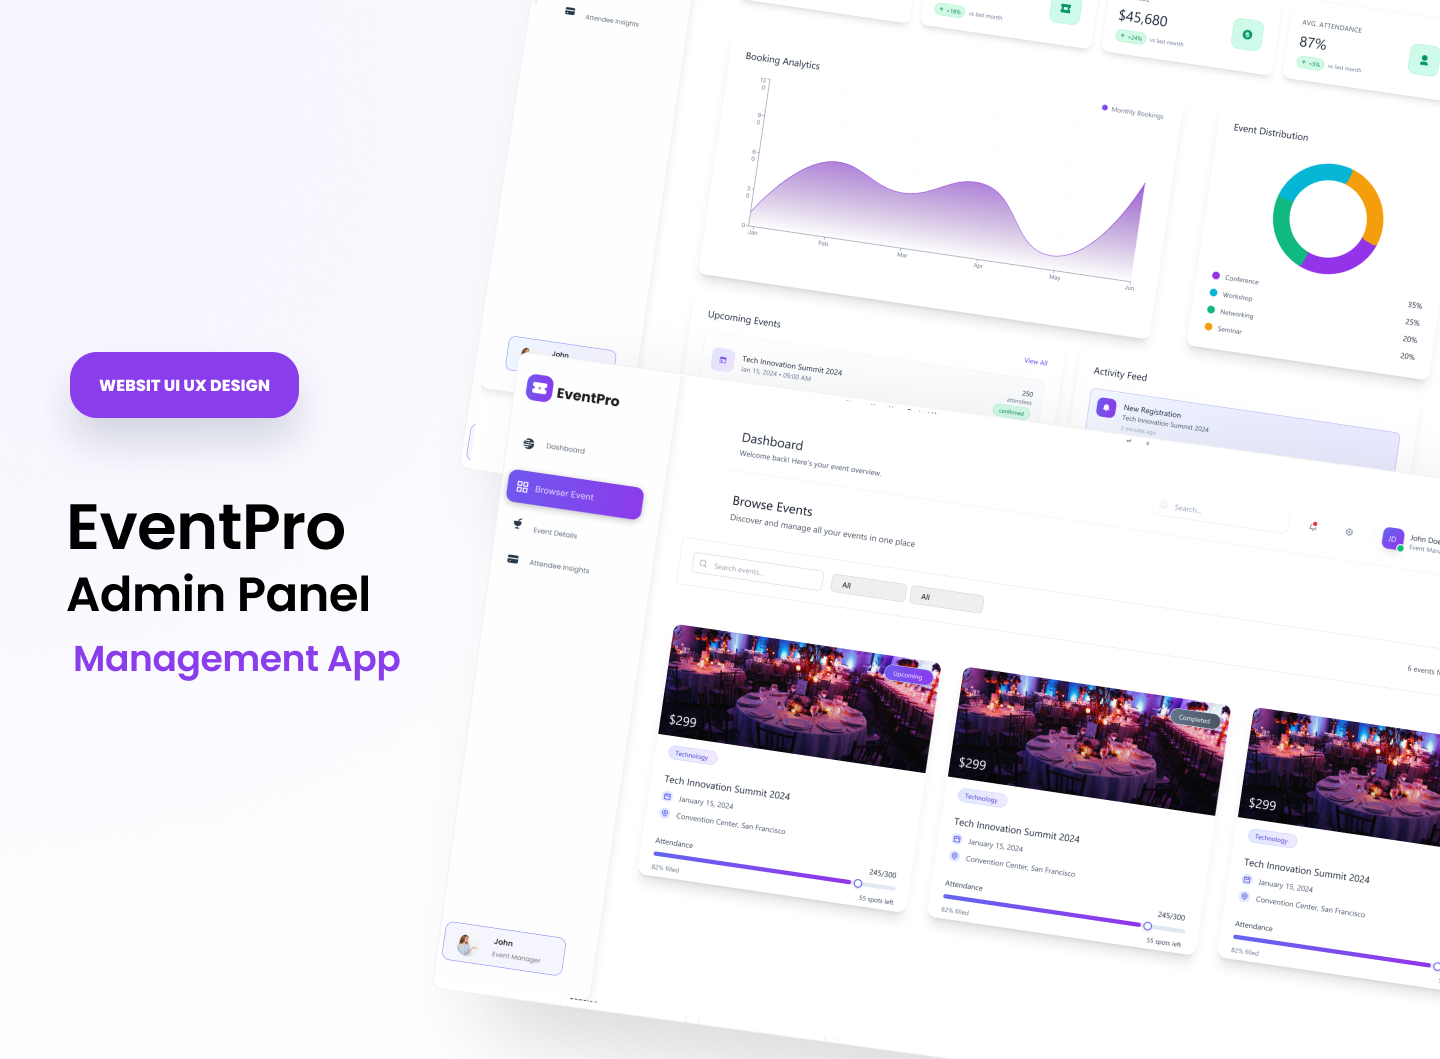 WEBSIT UI UX DESIGN
EventPro
Admin Panel
Management App
Attendee Insights
+18% vs last month
$45,680
+24% vs last month
AVG. ATTENDANCE
87%
+5% vs last month
Booking Analytics
Monthly Bookings
12
0
9
0
6
0
3
0
0
Jan
Feb
Mar
Apr
May
Jun
Event Distribution
Conference 35%
Workshop 25%
Networking 20%
Seminar 20%
Upcoming Events
View All
Tech Innovation Summit 2024
Jan 15, 2024 • 09:00 AM
250
attendees
confirmed
Activity Feed
New Registration
Tech Innovation Summit 2024
2 minutes ago
John
EventPro
Dashboard
Browser Event
Event Details
Attendee Insights
John
Event Manager
Dashboard
Welcome back! Here's your event overview.
Search...
JD
John Doe
Browse Events
Discover and manage all your events in one place
Search events...
All
All
6 events
Upcoming
$299
Technology
Tech Innovation Summit 2024
January 15, 2024
Convention Center, San Francisco
Attendance
245/300
82% filled
55 spots left
Completed
$299
Technology
Tech Innovation Summit 2024
January 15, 2024
Convention Center, San Francisco
Attendance
245/300
82% filled
55 spots left
$299
Technology
Tech Innovation Summit 2024
January 15, 2024
Convention Center, San Francisco
Attendance
82% filled